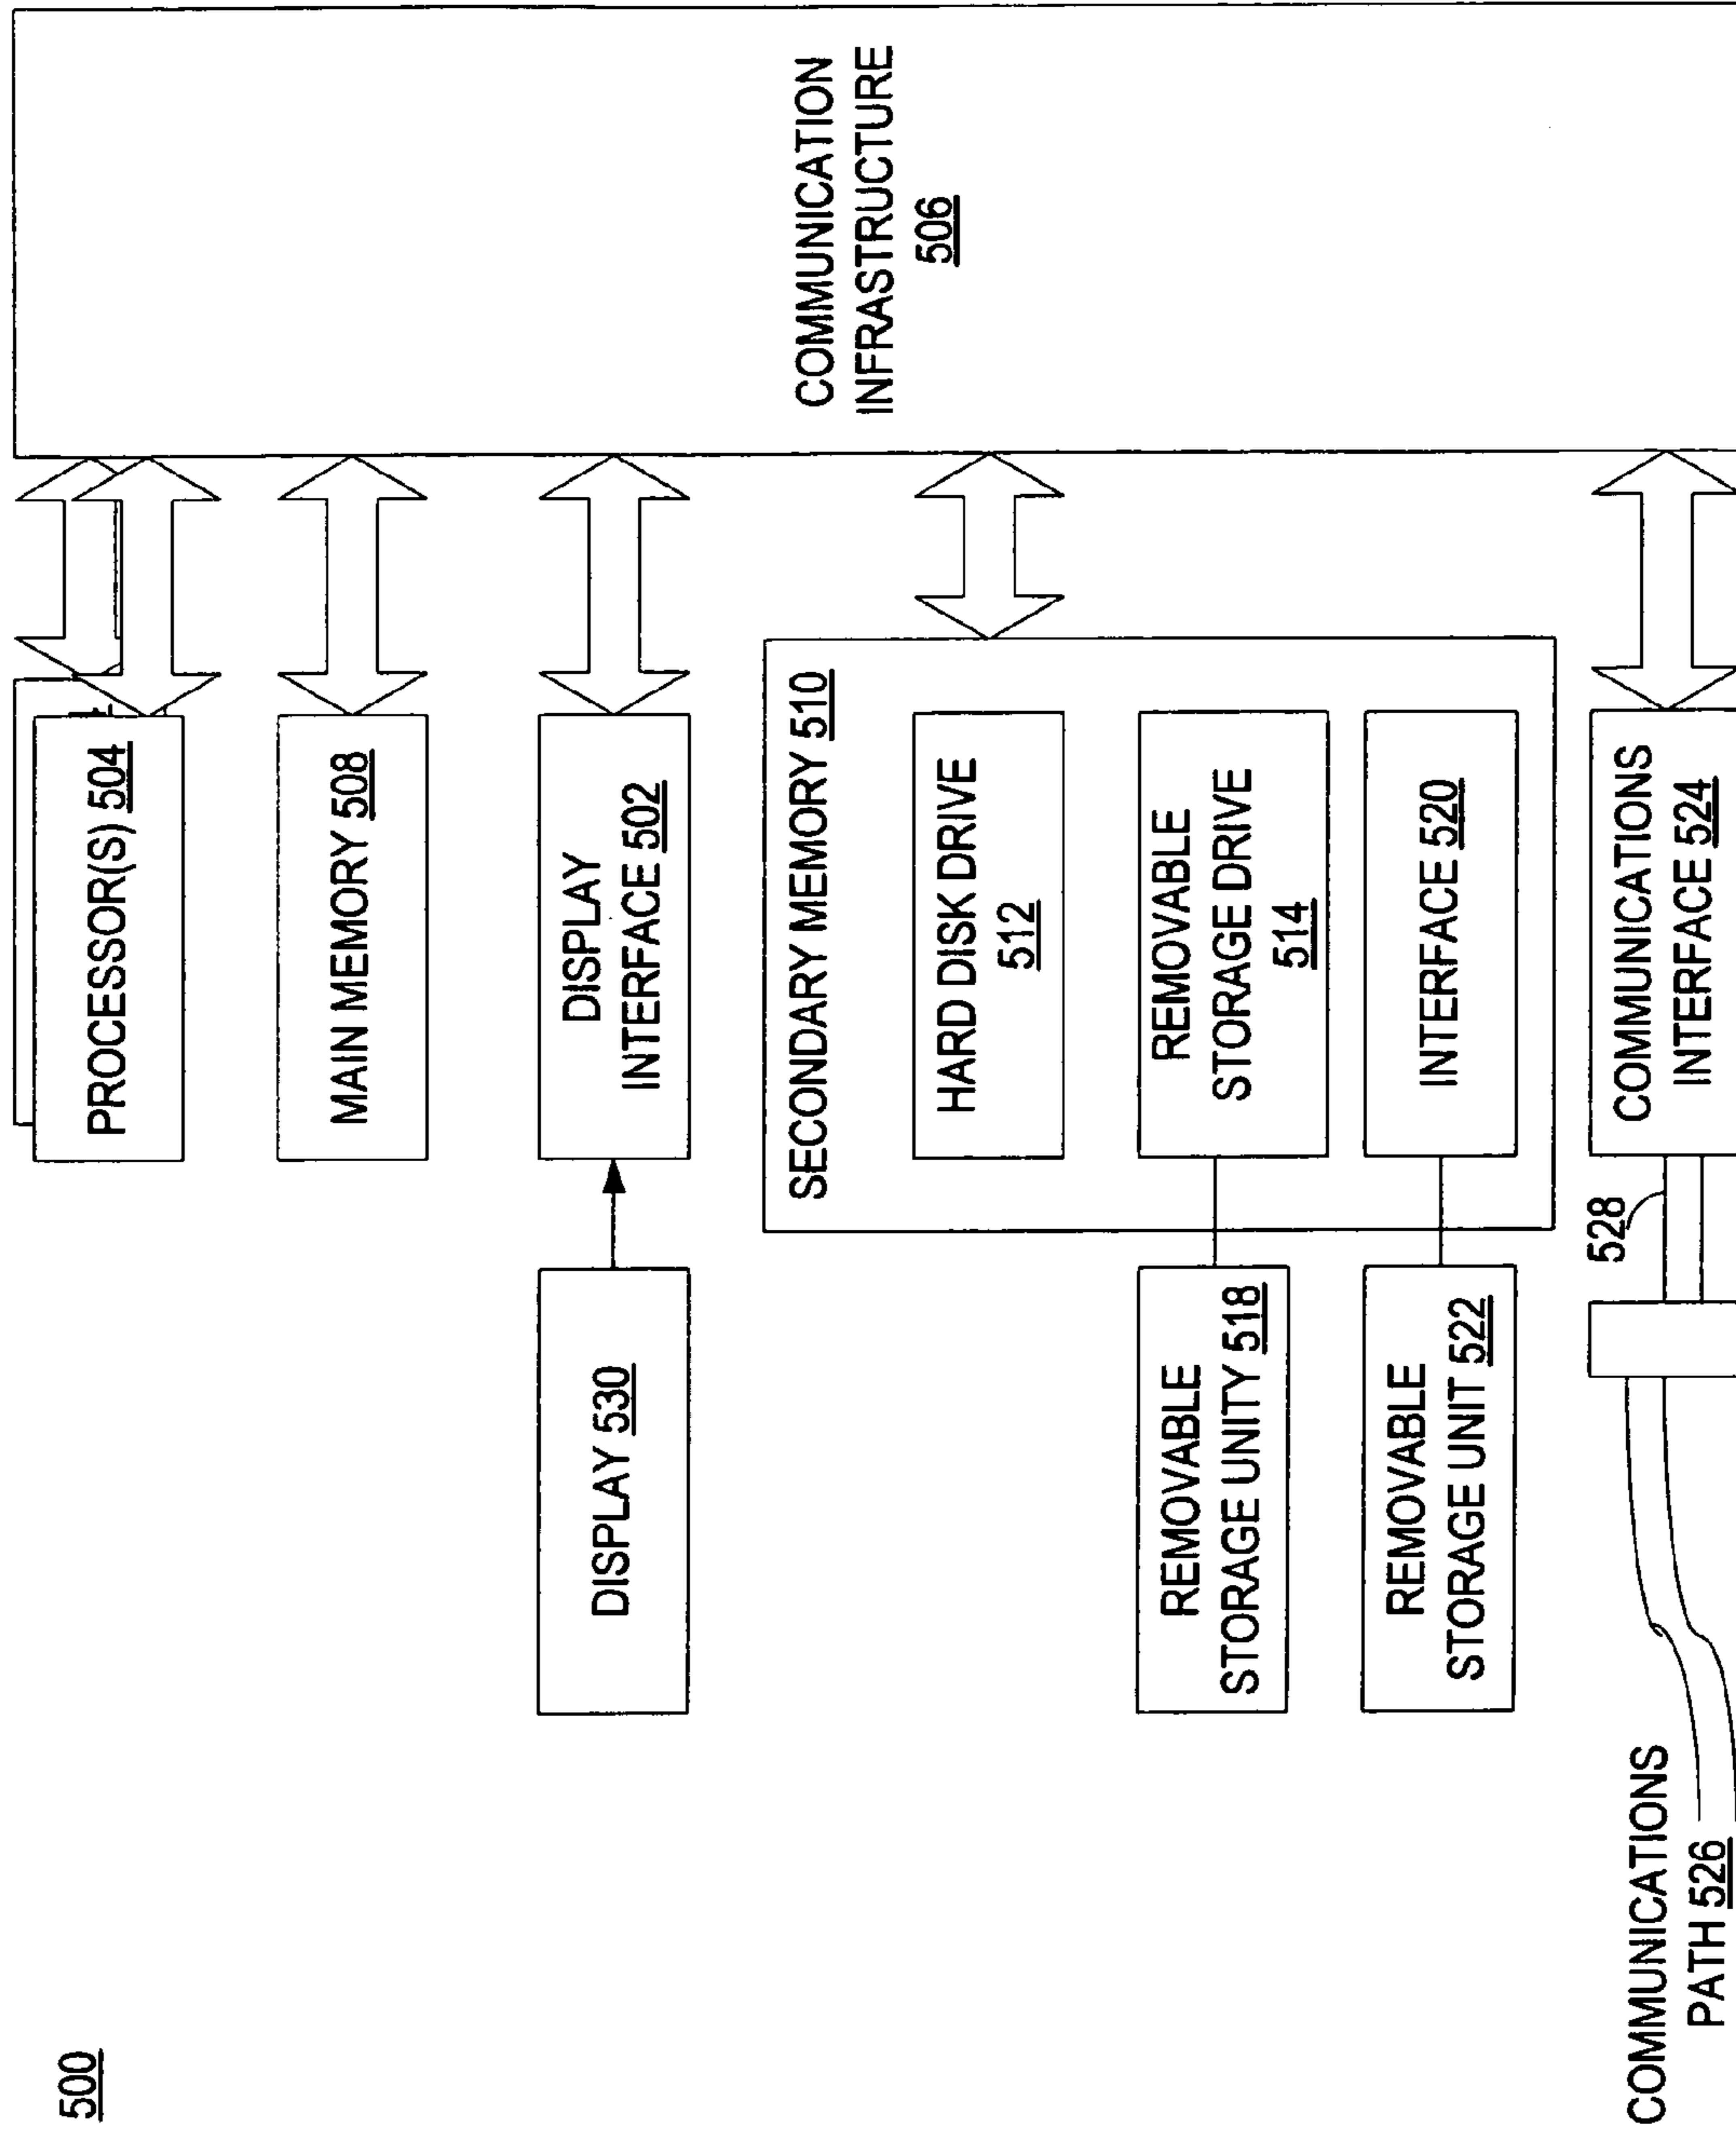 500
COMMUNICATION
INFRASTRUCTURE
506
PROCESSOR(S) 504
MAIN MEMORY 508
DISPLAY 530
DISPLAY
INTERFACE 502
SECONDARY MEMORY 510
HARD DISK DRIVE
512
REMOVABLE
STORAGE UNITY 518
REMOVABLE
STORAGE DRIVE
514
REMOVABLE
STORAGE UNIT 522
INTERFACE 520
COMMUNICATIONS
PATH 526
528
COMMUNICATIONS
INTERFACE 524